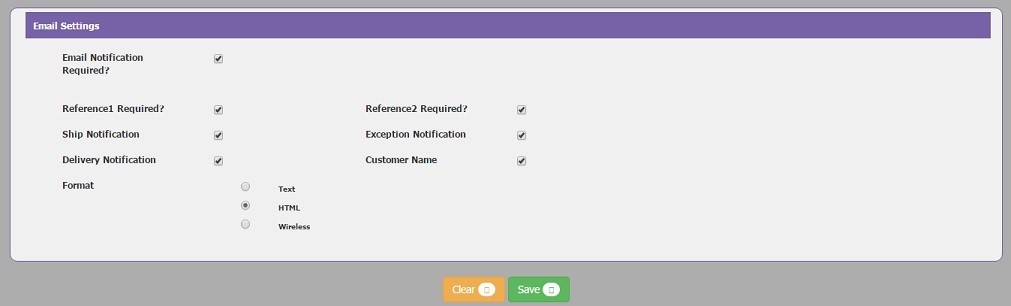 Email Settings
Email Notification
Required?
Reference1 Required?
Reference2 Required?
Ship Notification
Exception Notification
Delivery Notification
Customer Name
Format
Text
HTML
Wireless
Clear
Save